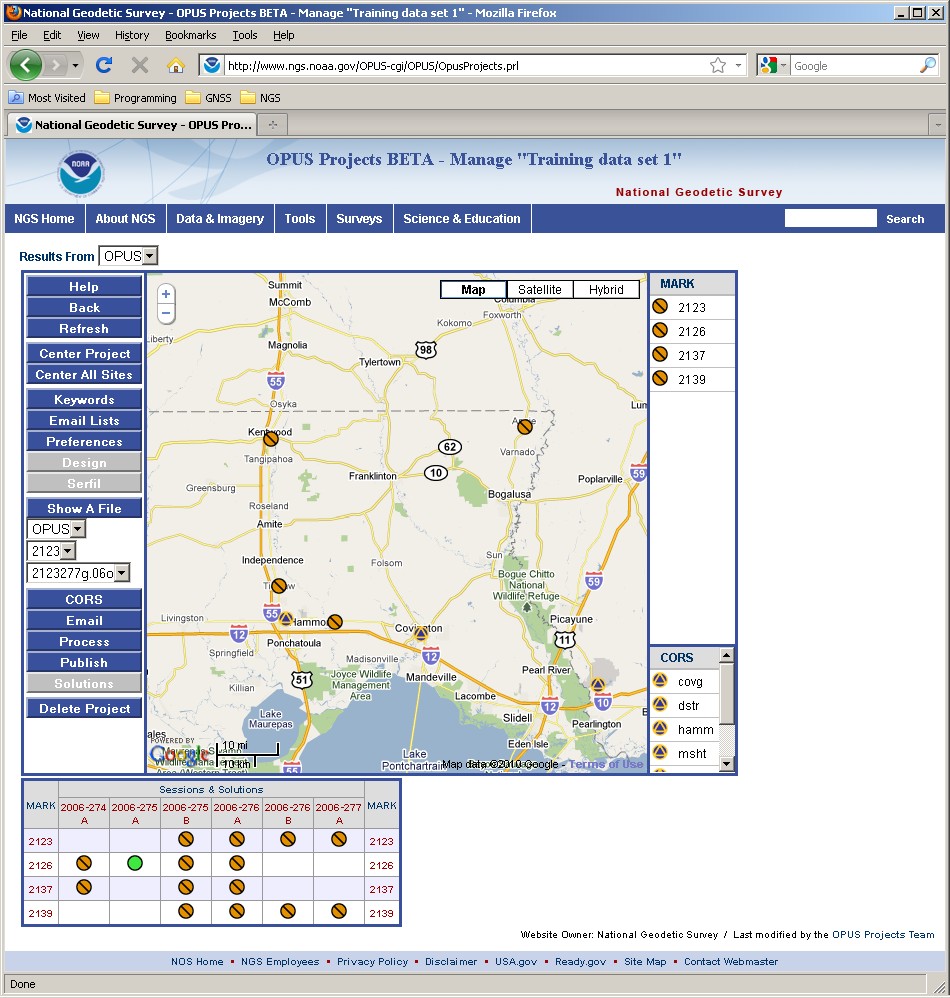 National Geodetic Survey - OPUS Projects BETA - Manage "Training data set 1" - Mozilla Firefox
File Edit View History Bookmarks Tools Help
http://www.ngs.noaa.gov/OPUS-cgi/OPUS/OpusProjects.prl
Google
Most Visited Programming GNSS NGS
National Geodetic Survey - OPUS Pro...
NOAA
OPUS Projects BETA - Manage "Training data set 1"
National Geodetic Survey
NGS Home About NGS Data & Imagery Tools Surveys Science & Education Search
Results From OPUS
Help
Back
Refresh
Center Project
Center All Sites
Keywords
Email Lists
Preferences
Design
Serfil
Show A File
OPUS
2123
2123277g.06o
CORS
Email
Process
Publish
Solutions
Delete Project
Map Satellite Hybrid
Summit
McComb
Columbia
Foxworth
Kokomo
Liberty
Magnolia
98
Tylertown
55
Osyka
Kentwood
Varnado
62
Tangipahoa
10
Franklinton
59
Poplarville
Greensburg
Bogalusa
Roseland
Amite
Independence
Folsom
Sun
Bogue Chitto
National
Wildlife Refuge
59
Livingston
55
Picayune
12
11
Ponchatoula
Springfield
12
Madisonville
Mandeville
Pearl River
Joyce Wildlife
Management
Area
51
Killian
Lacombe
12
10
Slidell
Pearlington
Lake
Maurepas
Eden Isle
POWERED BY
Google
10 mi
10 km
55
Lake
Pontchartrain
Map data ©2010 Google - Terms of Use
MARK
2123
2126
2137
2139
CORS
covg
dstr
hamm
msht
MARK Sessions & Solutions MARK
2006-274 2006-275 2006-275 2006-276 2006-276 2006-277
A A B A B A
2123 2123
2126 2126
2137 2137
2139 2139
Website Owner: National Geodetic Survey / Last modified by the OPUS Projects Team
NOS Home • NGS Employees • Privacy Policy • Disclaimer • USA.gov • Ready.gov • Site Map • Contact Webmaster
Done